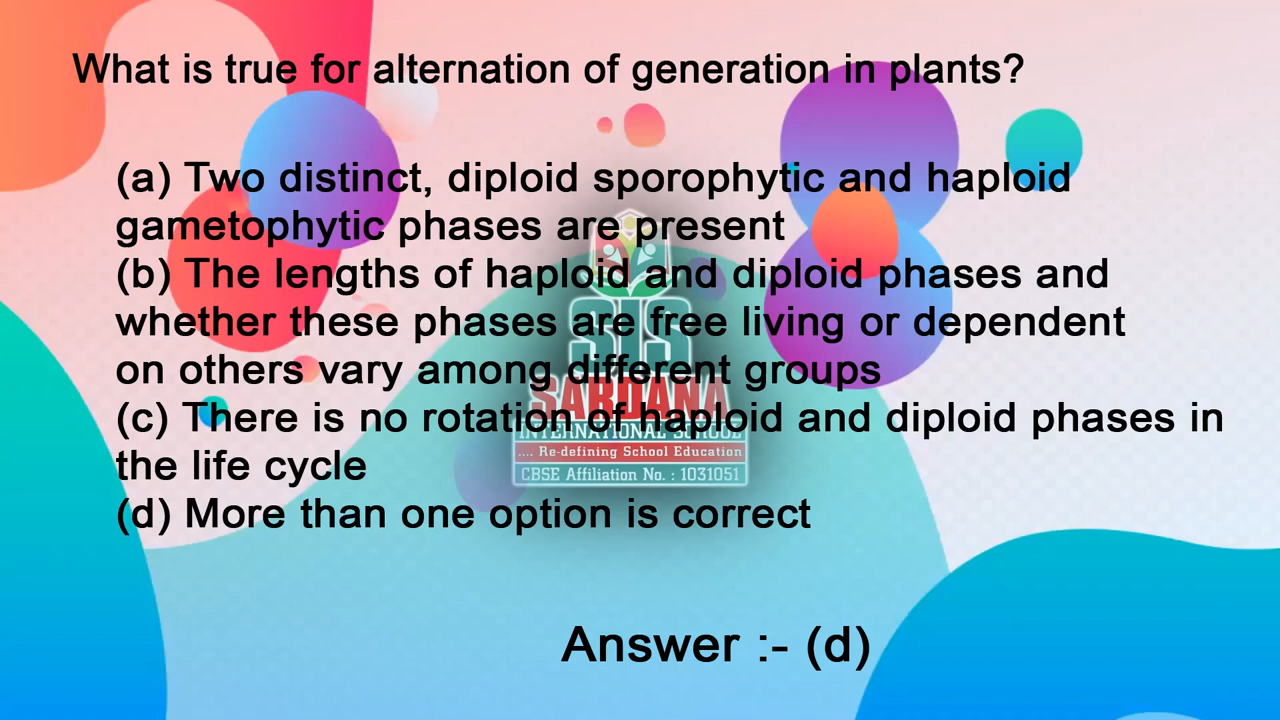 What is true for alternation of generation in plants?
(a) Two distinct, diploid sporophytic and haploid
gametophytic phases are present
(b) The lengths of haploid and diploid phases and
whether these phases are free living or dependent
on others vary among different groups
(c) There is no rotation of haploid and diploid phases in
the life cycle
(d) More than one option is correct
SIS
SARDANA
INTERNATIONAL SCHOOL
.... Re-defining School Education
CBSE Affiliation No. : 1031051
Answer :- (d)